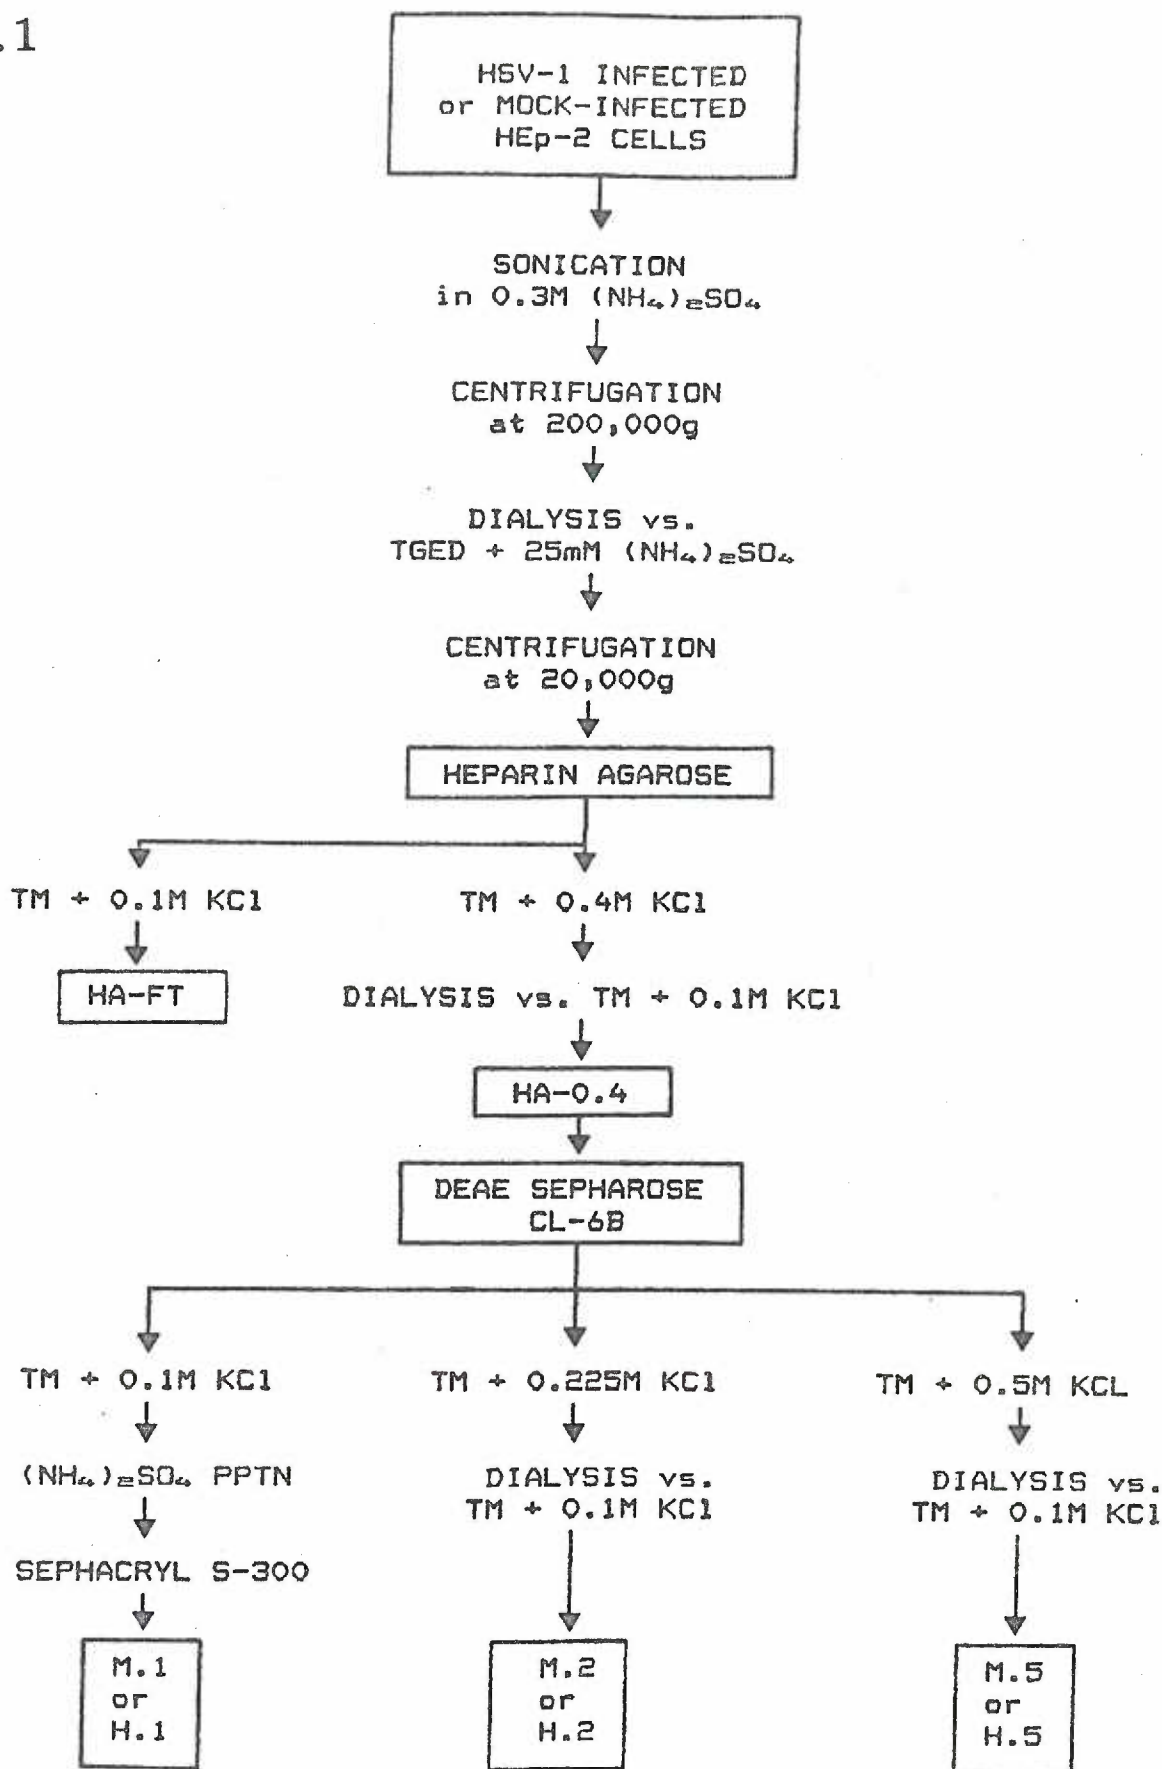 .1
HSV-1 INFECTED
or MOCK-INFECTED
HEp-2 CELLS
SONICATION
in 0.3M (NH₄)₂SO₄
CENTRIFUGATION
at 200,000g
DIALYSIS vs.
TGED + 25mM (NH₄)₂SO₄
CENTRIFUGATION
at 20,000g
HEPARIN AGAROSE
TM + 0.1M KCl
TM + 0.4M KCl
HA-FT
DIALYSIS vs. TM + 0.1M KCl
HA-0.4
DEAE SEPHAROSE
CL-6B
TM + 0.1M KCl
TM + 0.225M KCl
TM + 0.5M KCL
(NH₄)₂SO₄ PPTN
DIALYSIS vs.
TM + 0.1M KCl
DIALYSIS vs.
TM + 0.1M KCl
SEPHACRYL S-300
M.1
or
H.1
M.2
or
H.2
M.5
or
H.5